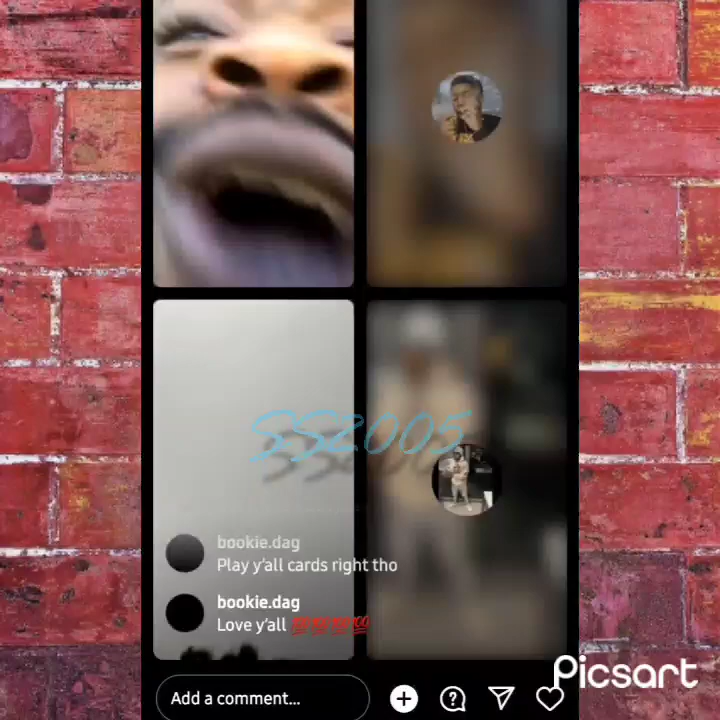 SS2005
bookie.dag
Play y'all cards right tho
bookie.dag
Love y'all 💯💯💯💯
Add a comment...
Picsart